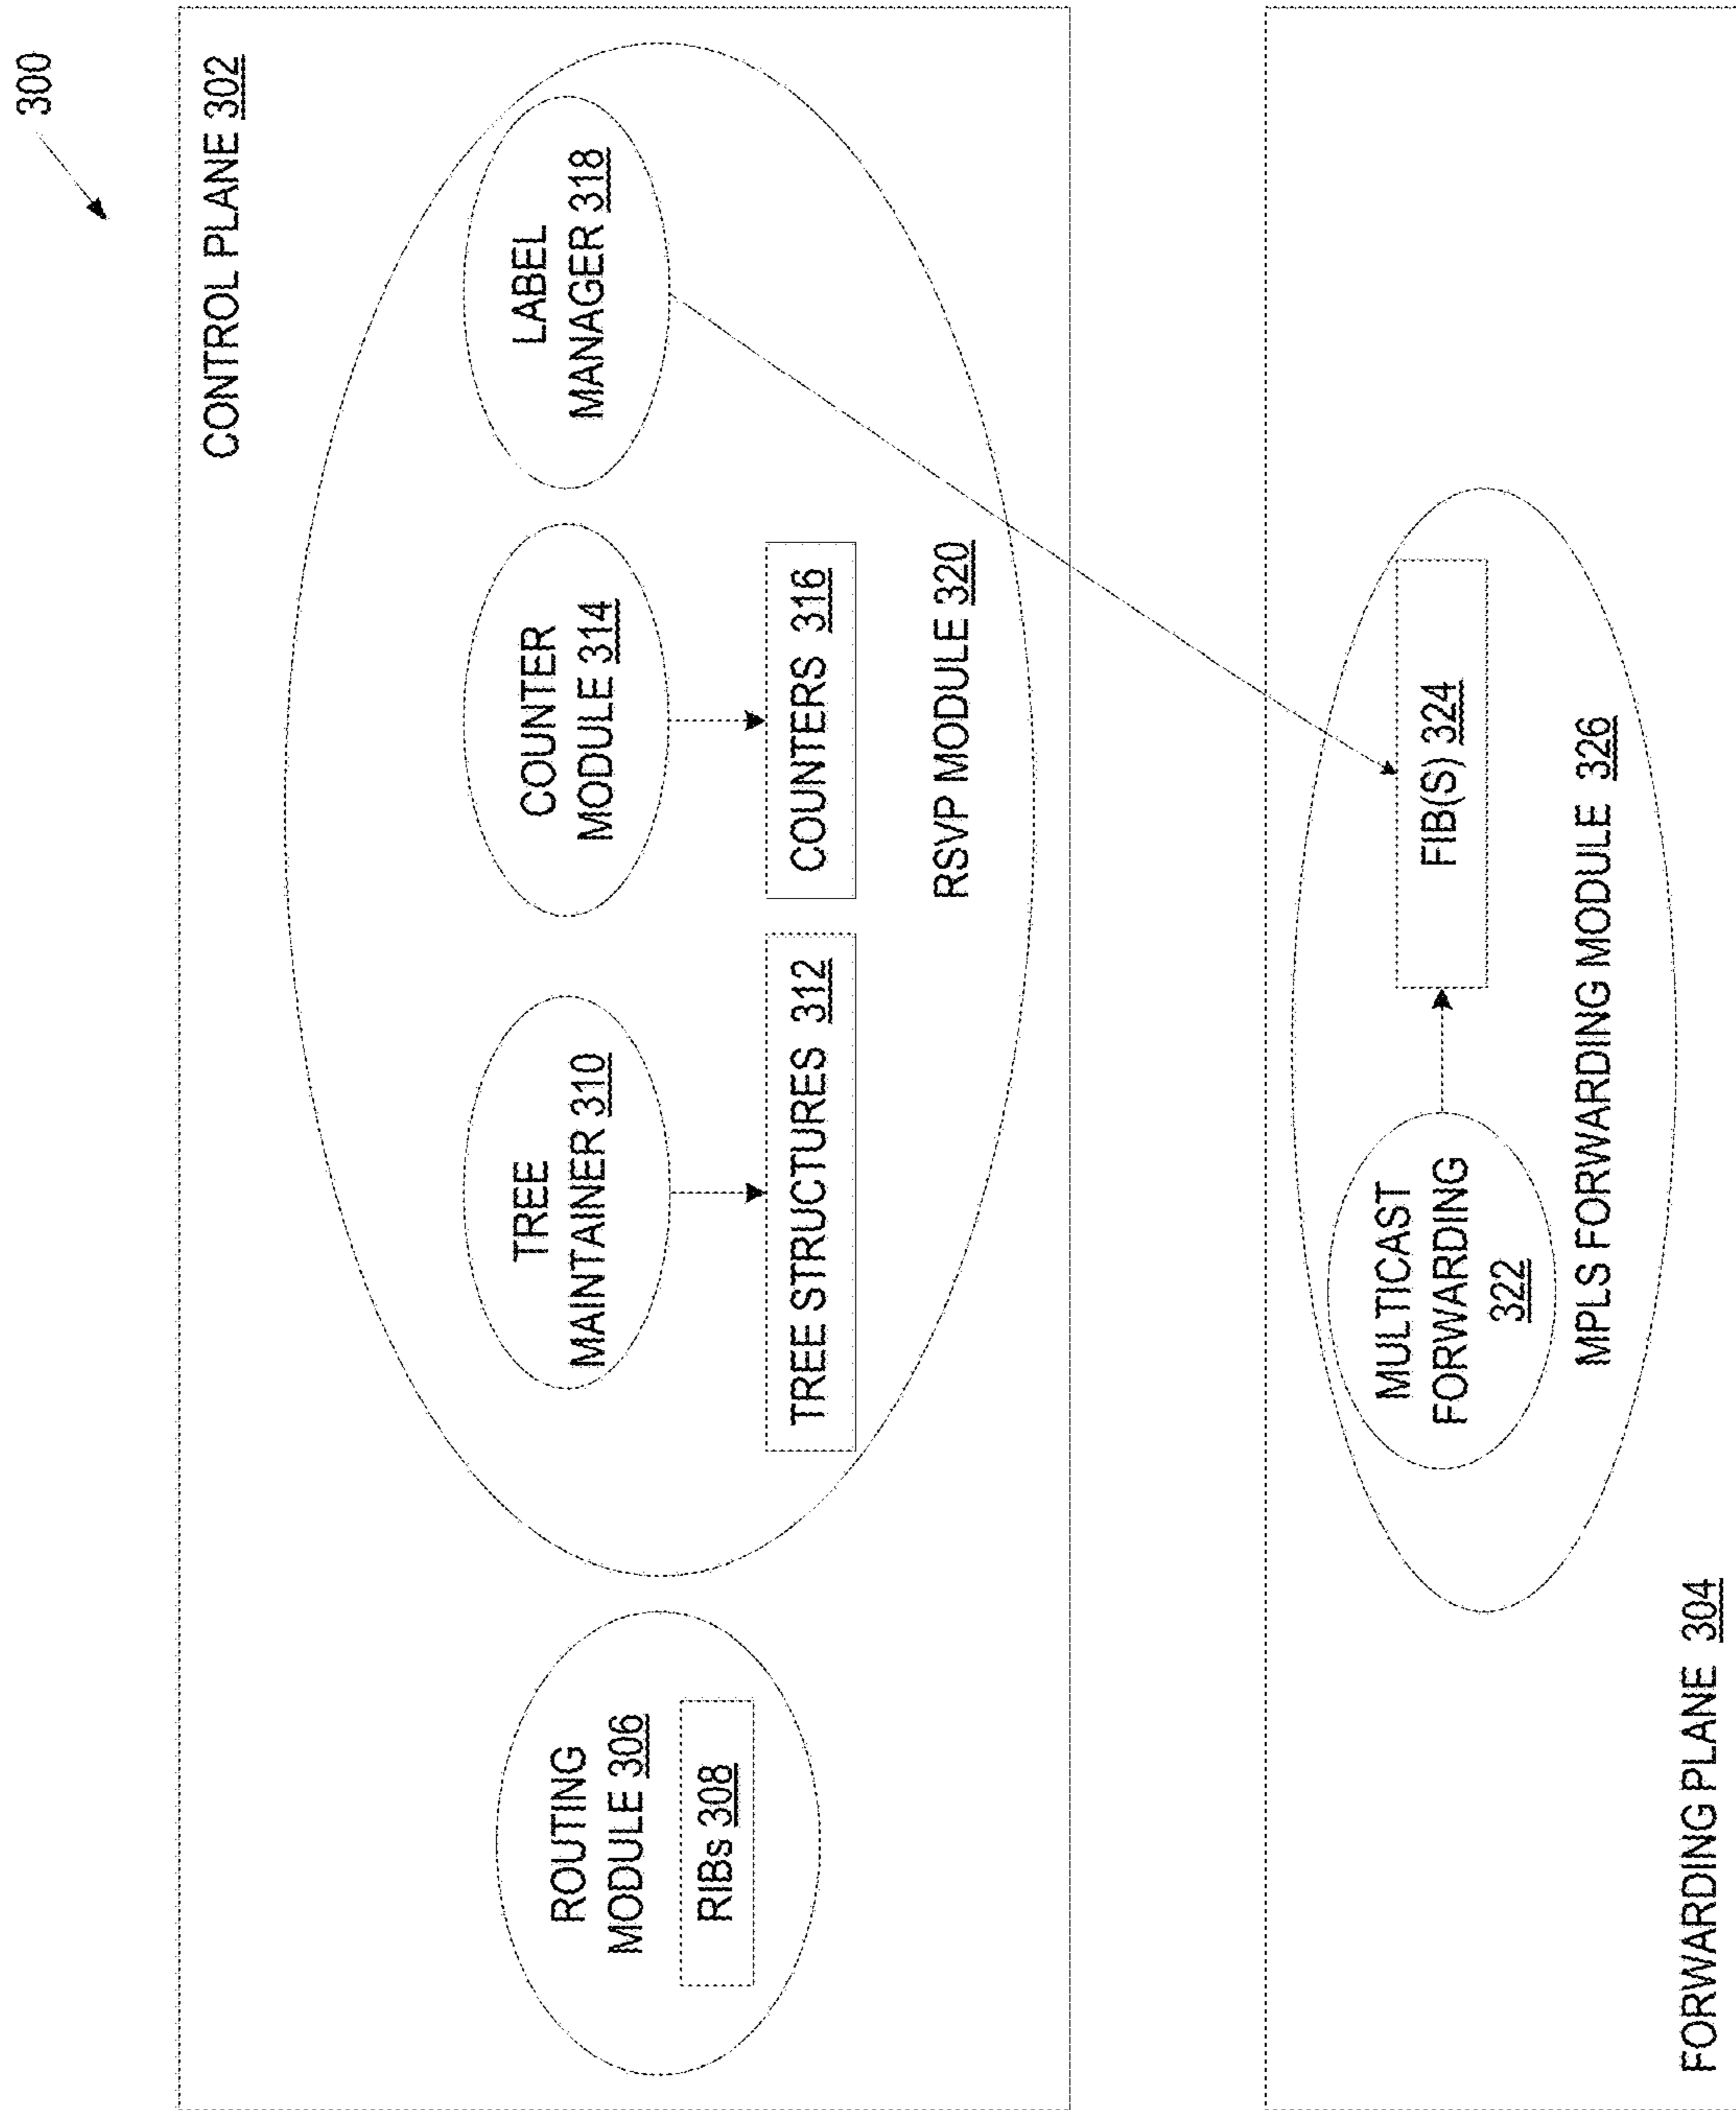 300
CONTROL PLANE 302
ROUTING
MODULE 306
RIBs 308
TREE
MAINTAINER 310
TREE STRUCTURES 312
COUNTER
MODULE 314
COUNTERS 316
LABEL
MANAGER 318
RSVP MODULE 320
MULTICAST
FORWARDING
322
FIB(S) 324
MPLS FORWARDING MODULE 326
FORWARDING PLANE 304